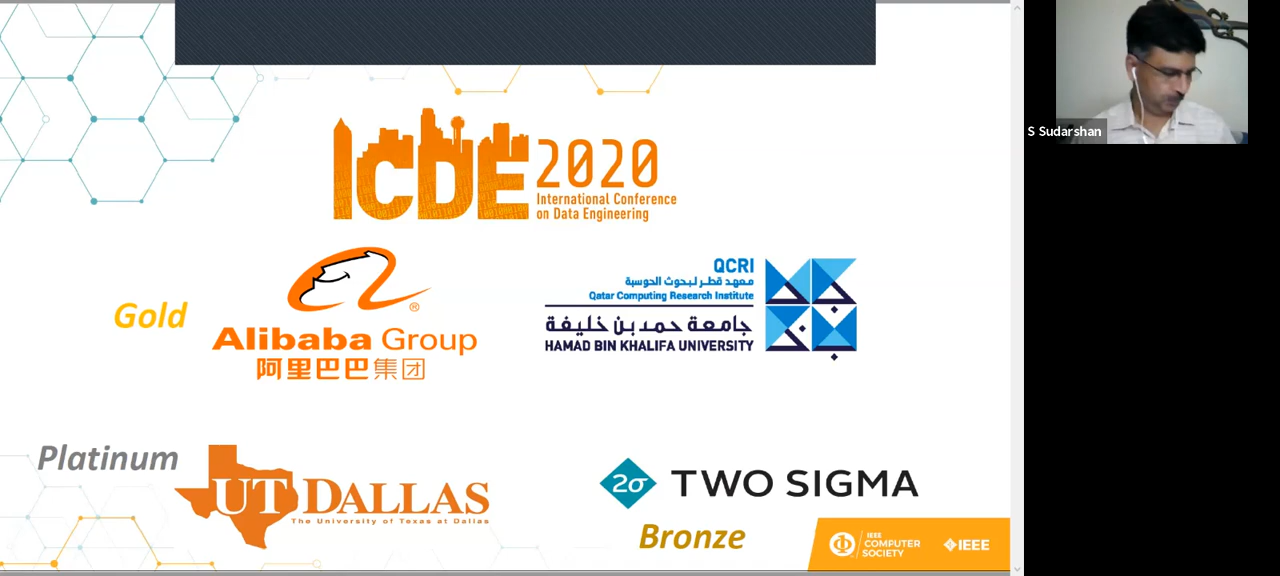 ICDE 2020
International Conference
on Data Engineering
Gold
Alibaba Group
阿里巴巴集团
QCRI
معهد قطر لبحوث الحوسبة
Qatar Computing Research Institute
جامعة حمد بن خليفة
HAMAD BIN KHALIFA UNIVERSITY
Platinum
UT DALLAS
The University of Texas at Dallas
2σ TWO SIGMA
Bronze
IEEE
COMPUTER
SOCIETY
IEEE
S Sudarshan